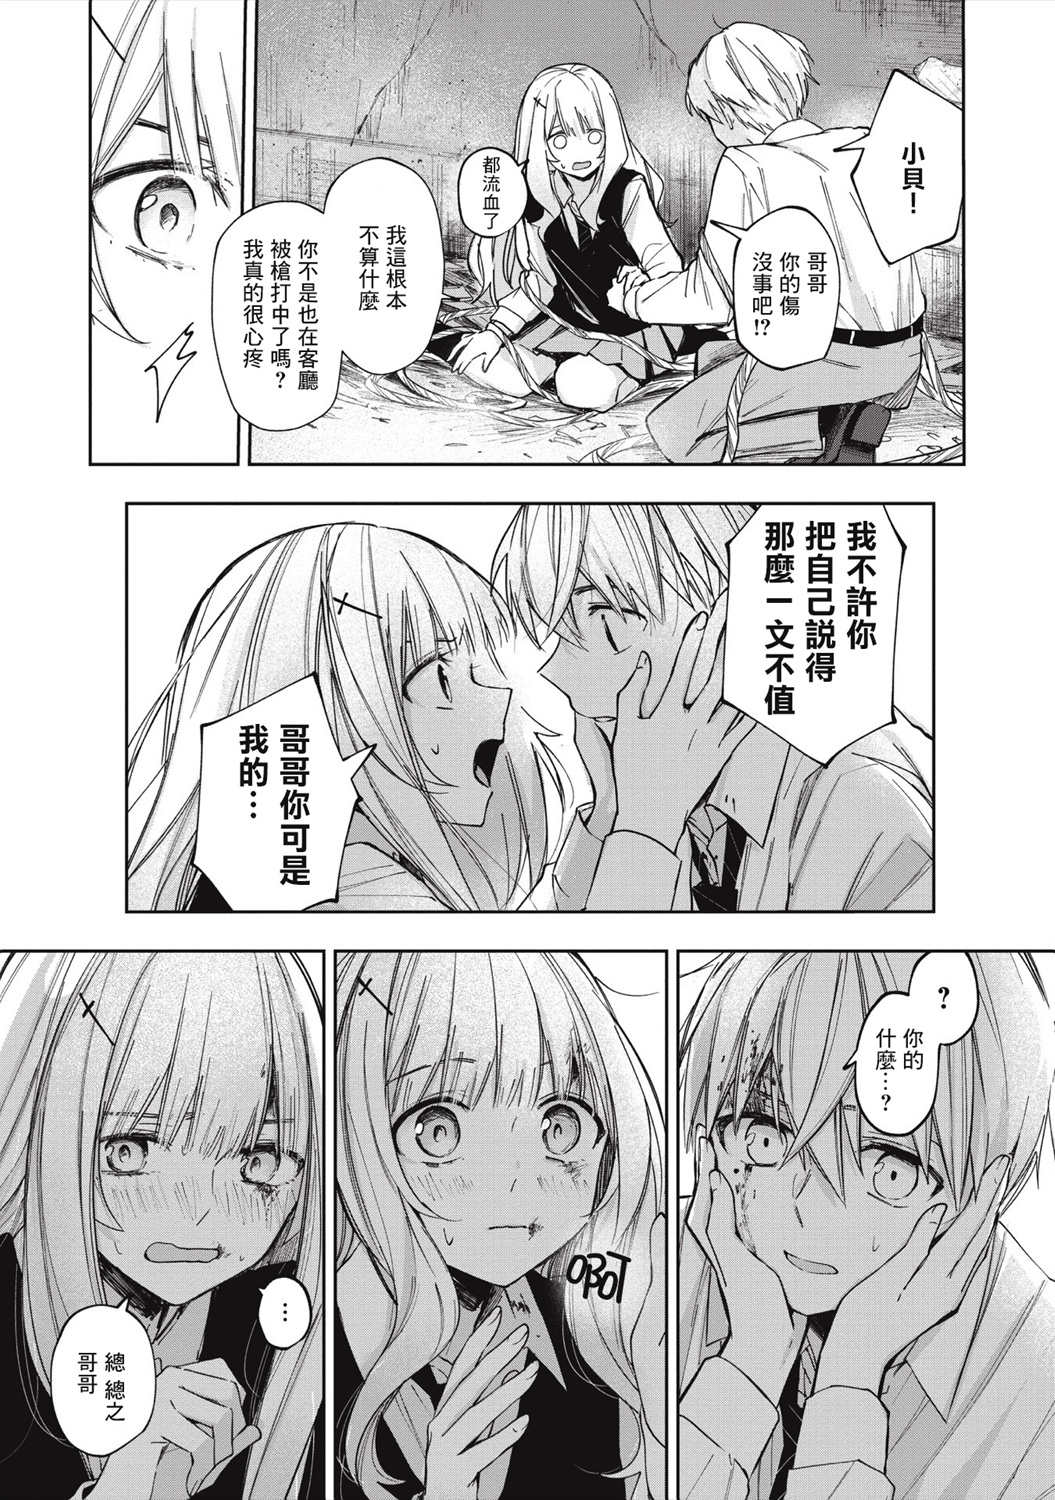 小貝！
哥哥
你的傷
沒事吧!?
都流血了
我這根本
不算什麼
你不是也在客廳
被槍打中了嗎？
我真的很心疼
我不許你
把自己說得
那麼一文不值
哥哥你可是
我的…
？
你的
什麼…？
啊
…
總 總之
哥哥